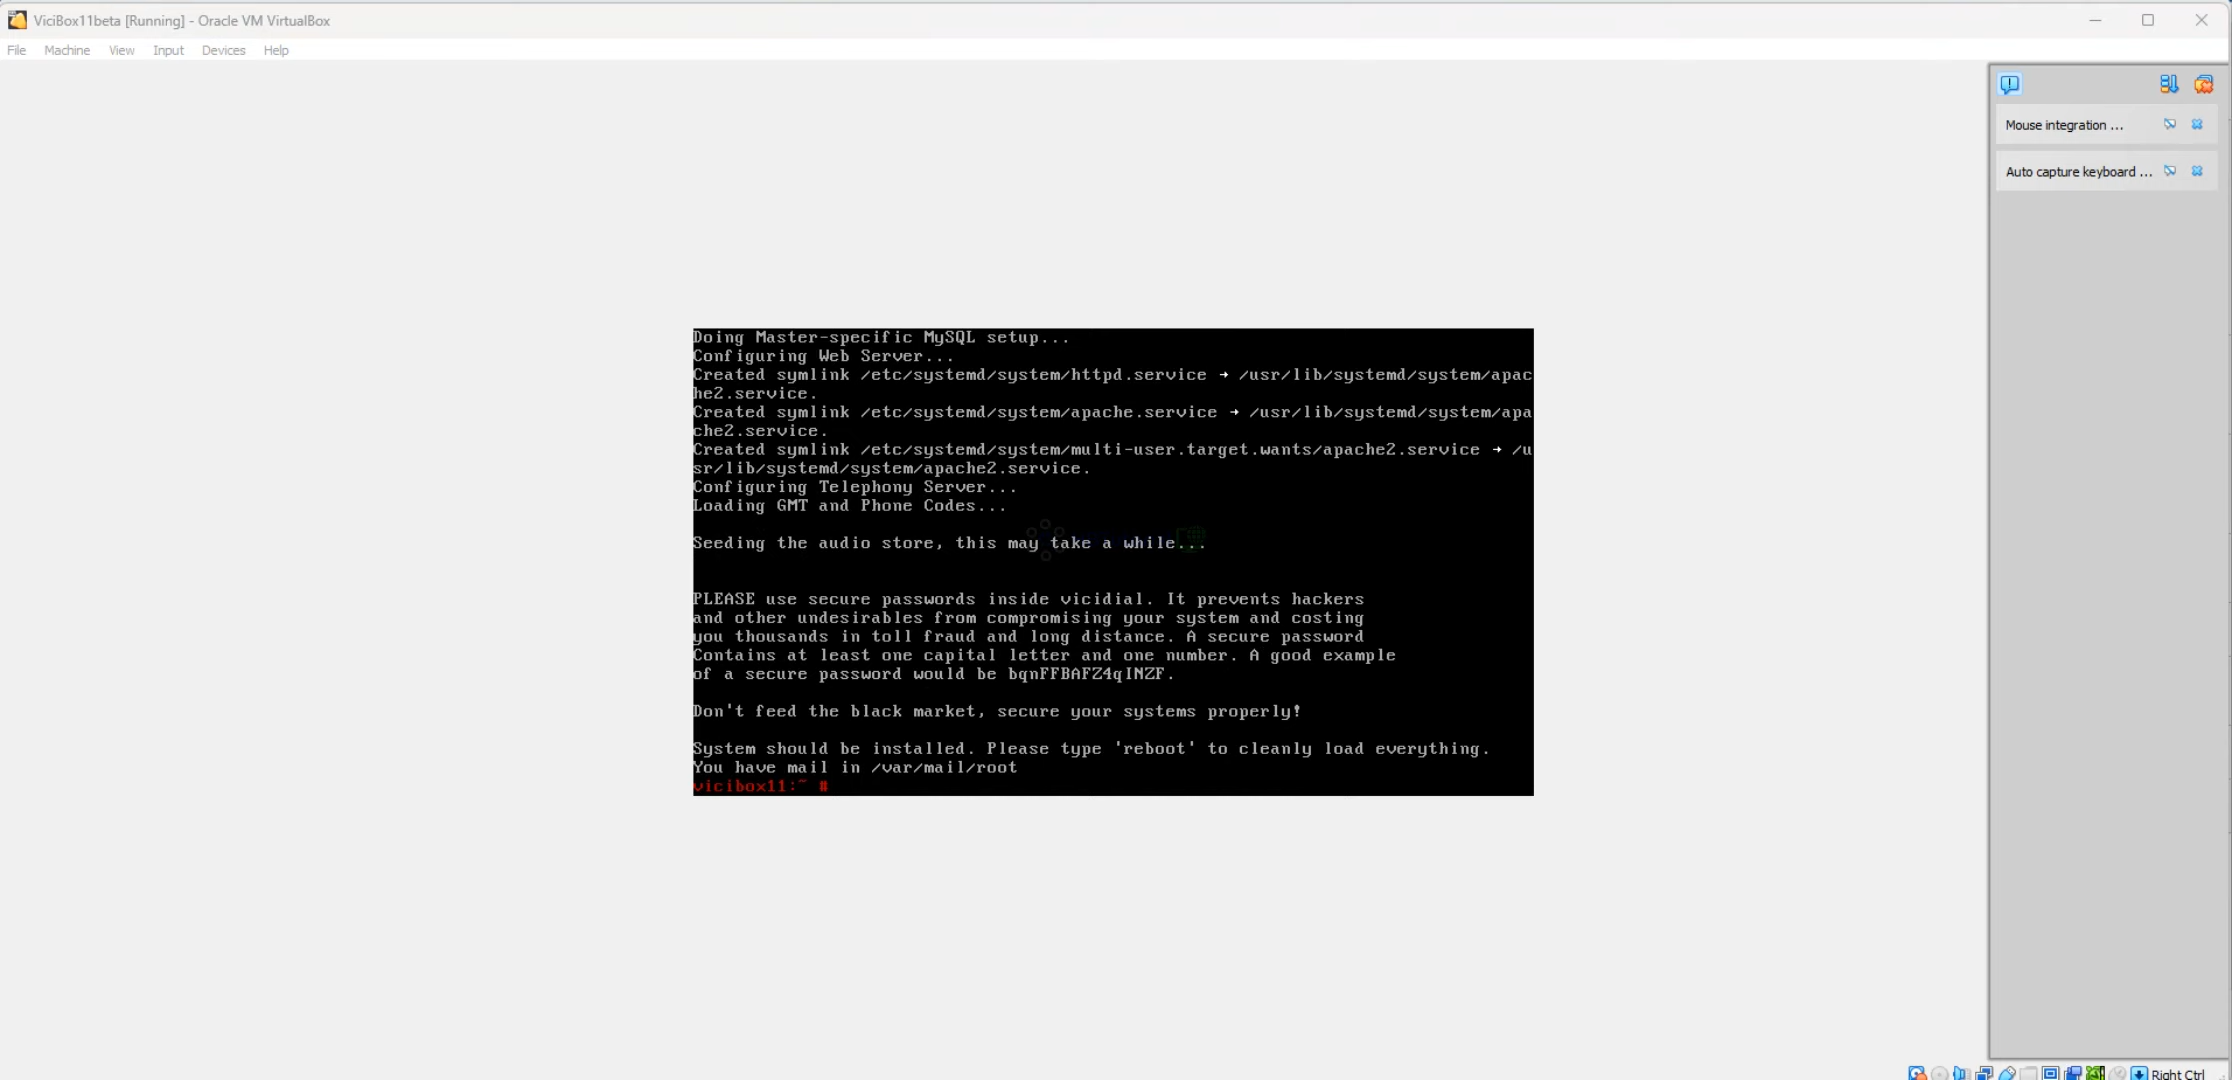 ViciBox11beta [Running] - Oracle VM VirtualBox
File Machine View Input Devices Help
Mouse integration ...
Auto capture keyboard ...
Doing Master-specific MySQL setup...
Configuring Web Server...
Created symlink /etc/systemd/system/httpd.service → /usr/lib/systemd/system/apac
he2.service.
Created symlink /etc/systemd/system/apache.service → /usr/lib/systemd/system/apa
che2.service.
Created symlink /etc/systemd/system/multi-user.target.wants/apache2.service → /u
sr/lib/systemd/system/apache2.service.
Configuring Telephony Server...
Loading GMT and Phone Codes...
Seeding the audio store, this may take a while...
PLEASE use secure passwords inside vicidial. It prevents hackers
and other undesirables from compromising your system and costing
you thousands in toll fraud and long distance. A secure password
Contains at least one capital letter and one number. A good example
of a secure password would be bqnFFBAFZ4qINZF.
Don't feed the black market, secure your systems properly!
System should be installed. Please type 'reboot' to cleanly load everything.
You have mail in /var/mail/root
vicibox11:~ #
Right Ctrl